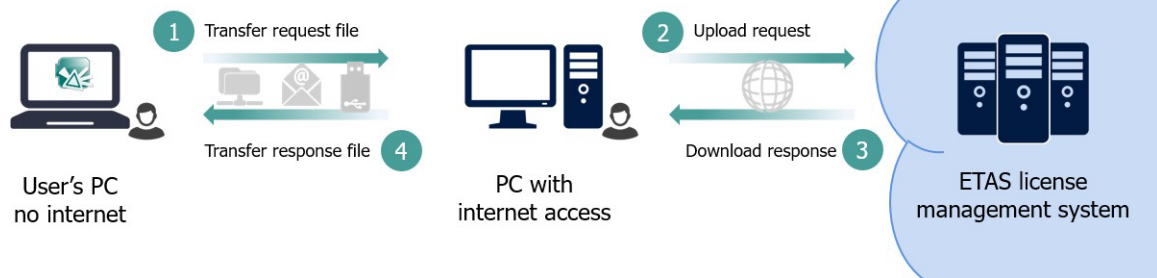 1 Transfer request file
2 Upload request
@
Transfer response file 4
Download response 3
User's PC
no internet
PC with
internet access
ETAS license
management system